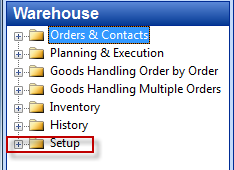 Warehouse
Orders & Contacts
Planning & Execution
Goods Handling Order by Order
Goods Handling Multiple Orders
Inventory
History
Setup